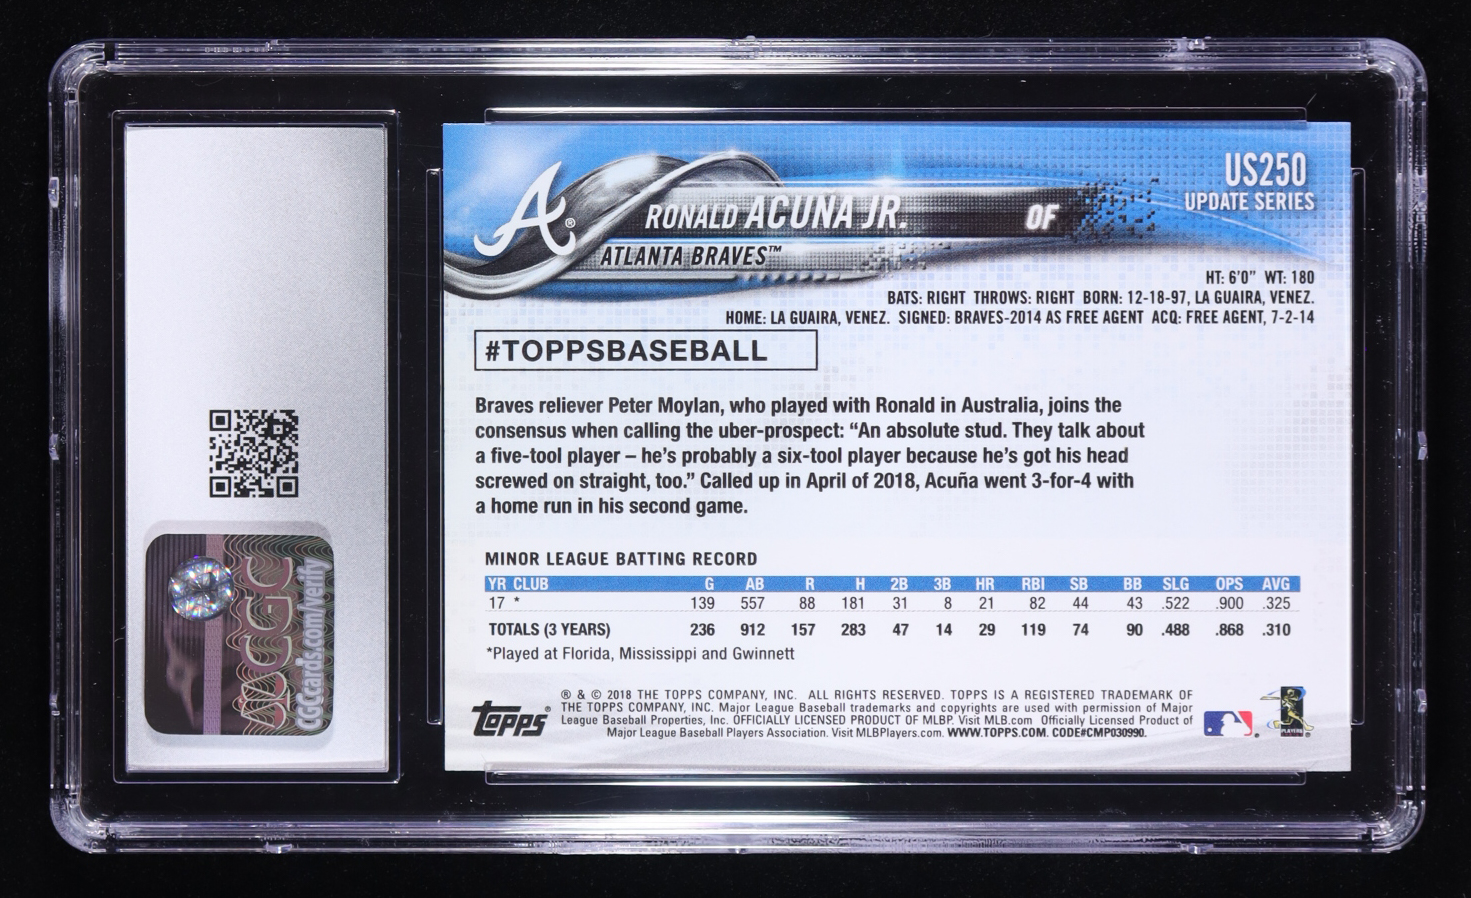 US250
UPDATE SERIES
RONALD ACUNA JR. OF
ATLANTA BRAVES™
HT: 6'0" WT: 180
BATS: RIGHT THROWS: RIGHT BORN: 12-18-97, LA GUAIRA, VENEZ.
HOME: LA GUAIRA, VENEZ. SIGNED: BRAVES-2014 AS FREE AGENT ACQ: FREE AGENT, 7-2-14
#TOPPSBASEBALL
Braves reliever Peter Moylan, who played with Ronald in Australia, joins the
consensus when calling the uber-prospect: “An absolute stud. They talk about
a five-tool player – he’s probably a six-tool player because he’s got his head
screwed on straight, too.” Called up in April of 2018, Acuña went 3-for-4 with
a home run in his second game.
MINOR LEAGUE BATTING RECORD
YR CLUB G AB R H 2B 3B HR RBI SB BB SLG OPS AVG
17 * 139 557 88 181 31 8 21 82 44 43 .522 .900 .325
TOTALS (3 YEARS) 236 912 157 283 47 14 29 119 74 90 .488 .868 .310
*Played at Florida, Mississippi and Gwinnett
Topps®
® & © 2018 THE TOPPS COMPANY, INC. ALL RIGHTS RESERVED. TOPPS IS A REGISTERED TRADEMARK OF
THE TOPPS COMPANY, INC. Major League Baseball trademarks and copyrights are used with permission of Major
League Baseball Properties, Inc. OFFICIALLY LICENSED PRODUCT OF MLBP. Visit MLB.com Officially Licensed Product of
Major League Baseball Players Association. Visit MLBPlayers.com. WWW.TOPPS.COM. CODE#CMP030990.
PLAYERS
CGC
CGCcards.com/verify